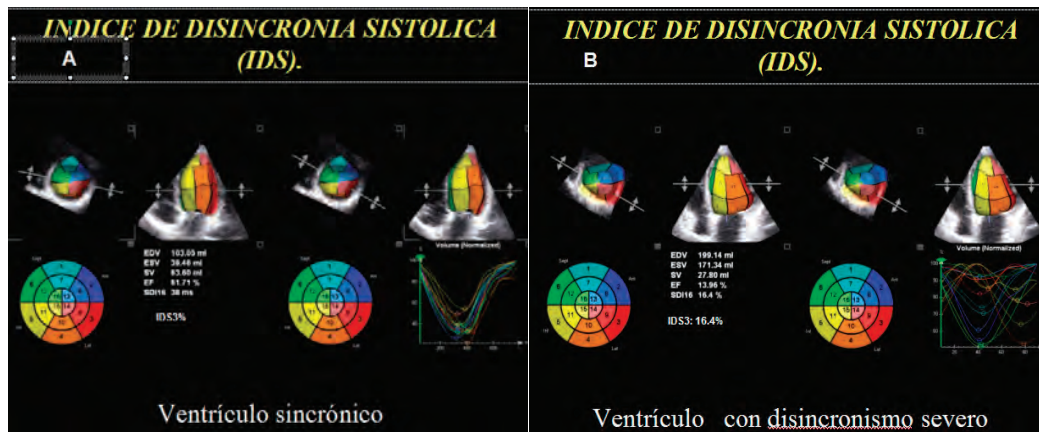 INDICE DE DISINCRONIA SISTOLICA
(IDS).
A
Volume (Normalized)
EDV 103.05 ml
ESV 39.46 ml
SV 63.60 ml
EF 61.71 %
SDI16 38 ms
IDS3%
Ventrículo sincrónico
INDICE DE DISINCRONIA SISTOLICA
(IDS).
B
Volume (Normalized)
EDV 199.14 ml
ESV 171.34 ml
SV 27.80 ml
EF 13.96 %
SDI16 16.4 %
IDS3: 16.4%
Ventrículo con disincronismo severo